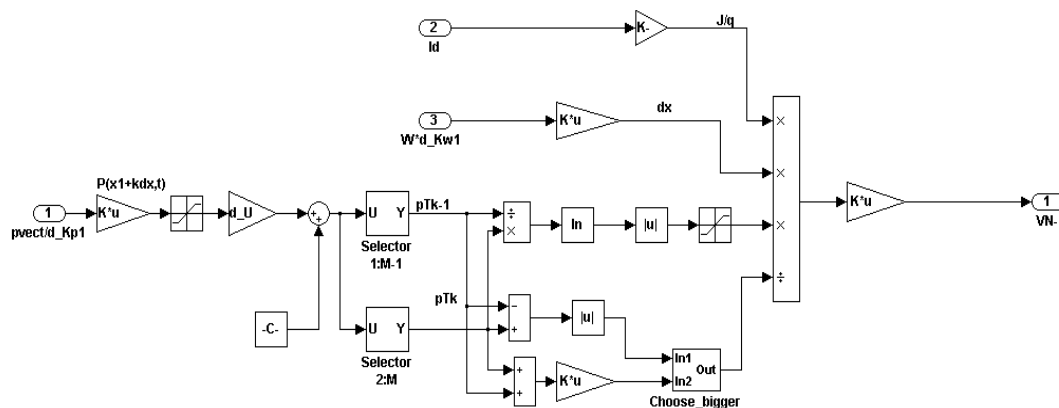 2
Id
K-
J/q
3
W*d_Kw1
K*u
dx
×
×
×
÷
K*u
1
VN-
P(x1+kdx,t)
1
pvect/d_Kp1
K*u
d_U
+
+
-C-
U Y
Selector
1:M-1
pTk-1
÷
×
ln
|u|
U Y
Selector
2:M
pTk
−
+
|u|
+
+
K*u
In1
In2
Out
Choose_bigger